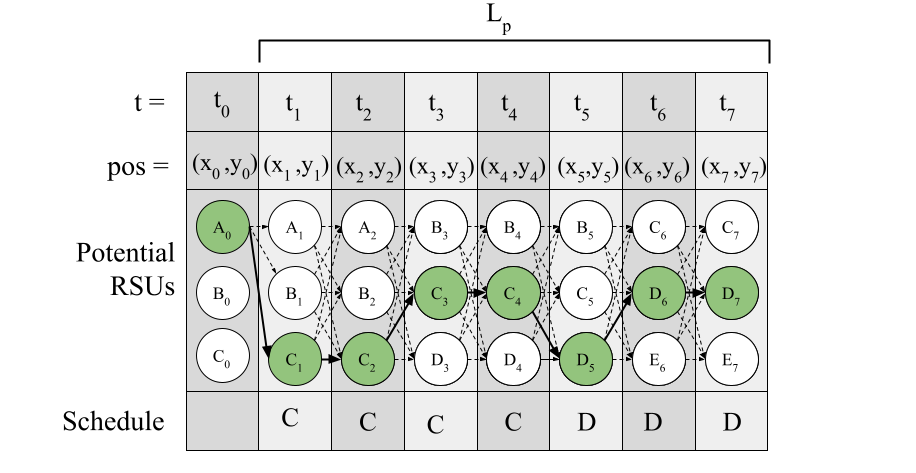 Lp
t = t0 t1 t2 t3 t4 t5 t6 t7
pos = (x0 ,y0) (x1 ,y1) (x2 ,y2) (x3 ,y3) (x4 ,y4) (x5,y5) (x6 ,y6) (x7 ,y7)
Potential
RSUs
A0 A1 A2 B3 B4 B5 C6 C7
B0 B1 B2 C3 C4 C5 D6 D7
C0 C1 C2 D3 D4 D5 E6 E7
Schedule C C C C D D D